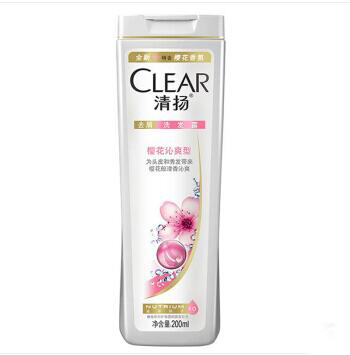 全新 樱花香氛
CLEAR
清扬®
去屑 洗发露
樱花沁爽型
为头皮和秀发带来
樱花般清香沁爽
NUTRIUM
净含量:200ml